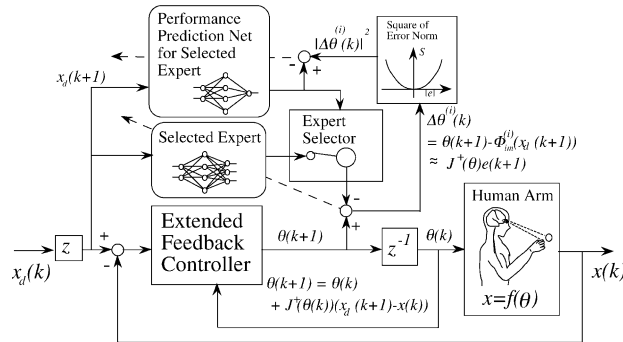 Performance
Prediction Net
for Selected
Expert
|Δθ^(i)(k)|^2
Square of
Error Norm
S
|e|
-
+
x_d(k+1)
Expert
Selector
Δθ^(i)(k)
= θ(k+1)-Φ_im^(i)(x_d(k+1))
≈ J^+(θ)e(k+1)
Selected Expert
-
+
Human Arm
x_d(k)
z
+
-
Extended
Feedback
Controller
θ(k+1)
z^-1
θ(k)
x=f(θ)
x(k)
θ(k+1) = θ(k)
+ J^+(θ(k))(x_d(k+1)-x(k))